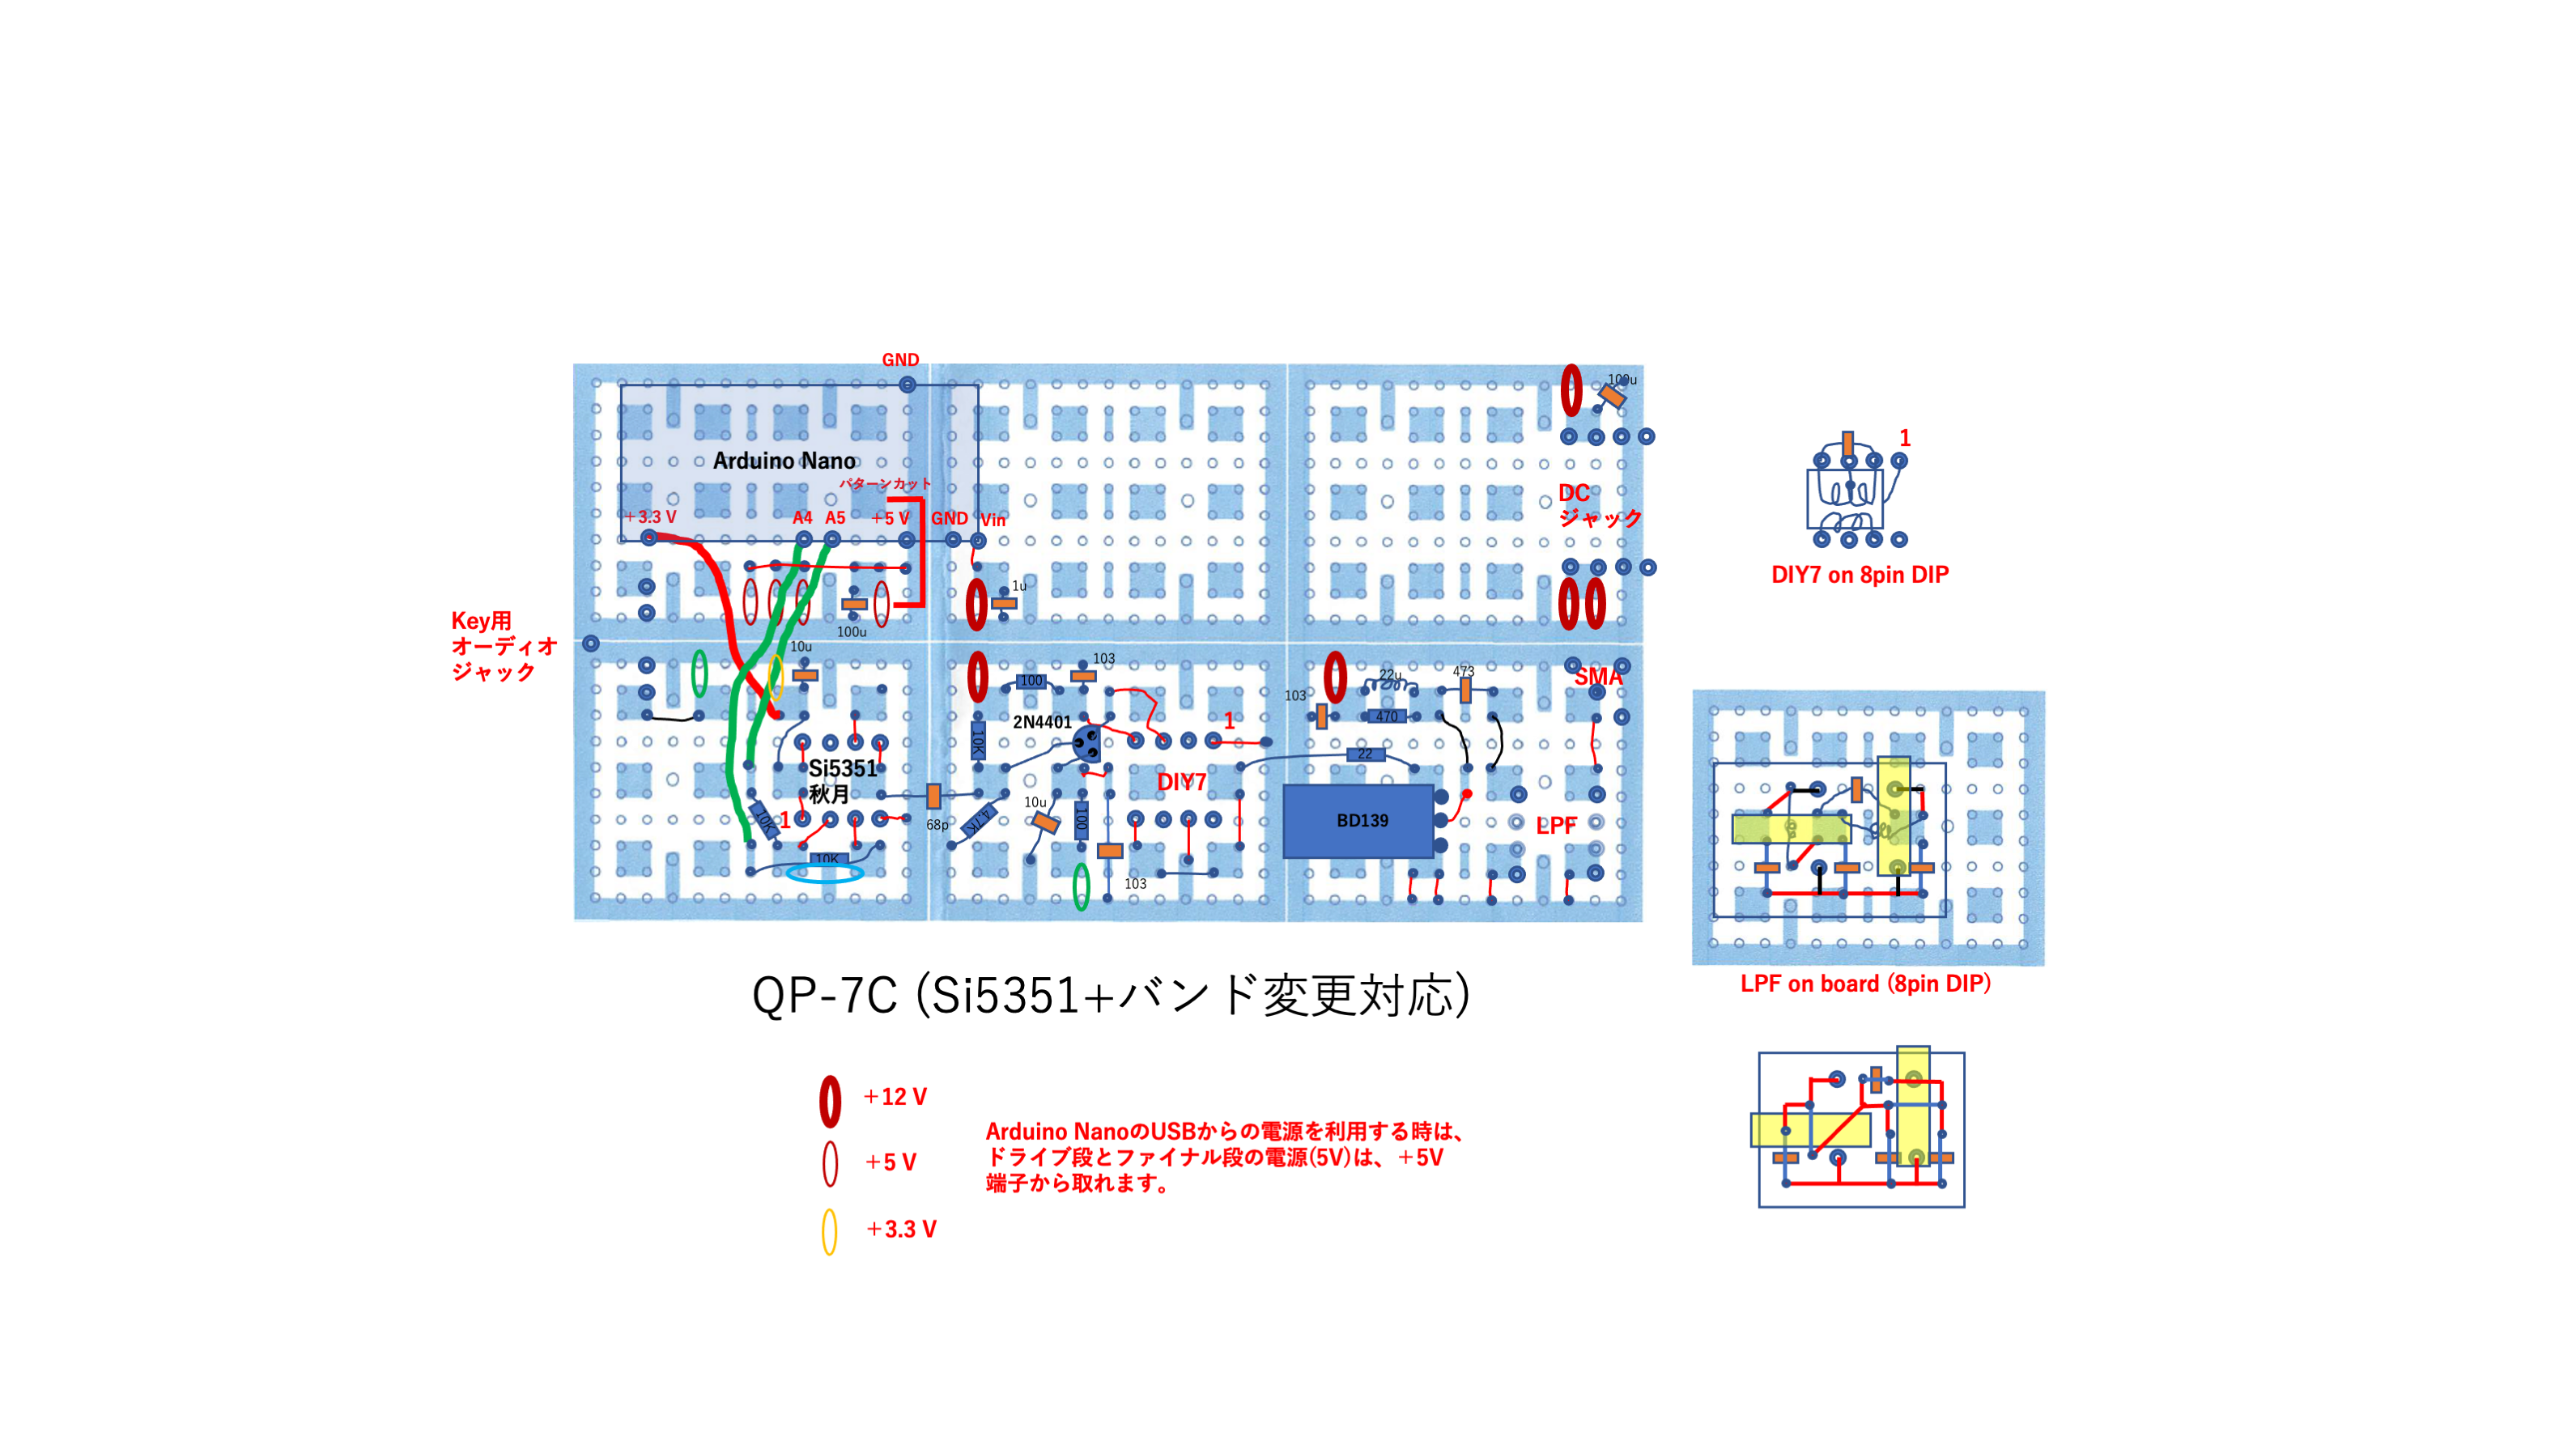 GND
100u
Arduino Nano
パターンカット
＋3.3 V
A4
A5
＋5 V
GND
Vin
DC
ジャック
1
DIY7 on 8pin DIP
Key用
オーディオ
ジャック
100u
1u
10u
103
100
2N4401
10K
1
103
22u
473
470
SMA
22
Si5351
秋月
1
10K
10K
68p
4.7K
10u
100
DIY7
103
BD139
LPF
LPF on board (8pin DIP)
QP-7C (Si5351+バンド変更対応)
＋12 V
＋5 V
＋3.3 V
Arduino NanoのUSBからの電源を利用する時は、
ドライブ段とファイナル段の電源(5V)は、＋5V
端子から取れます。